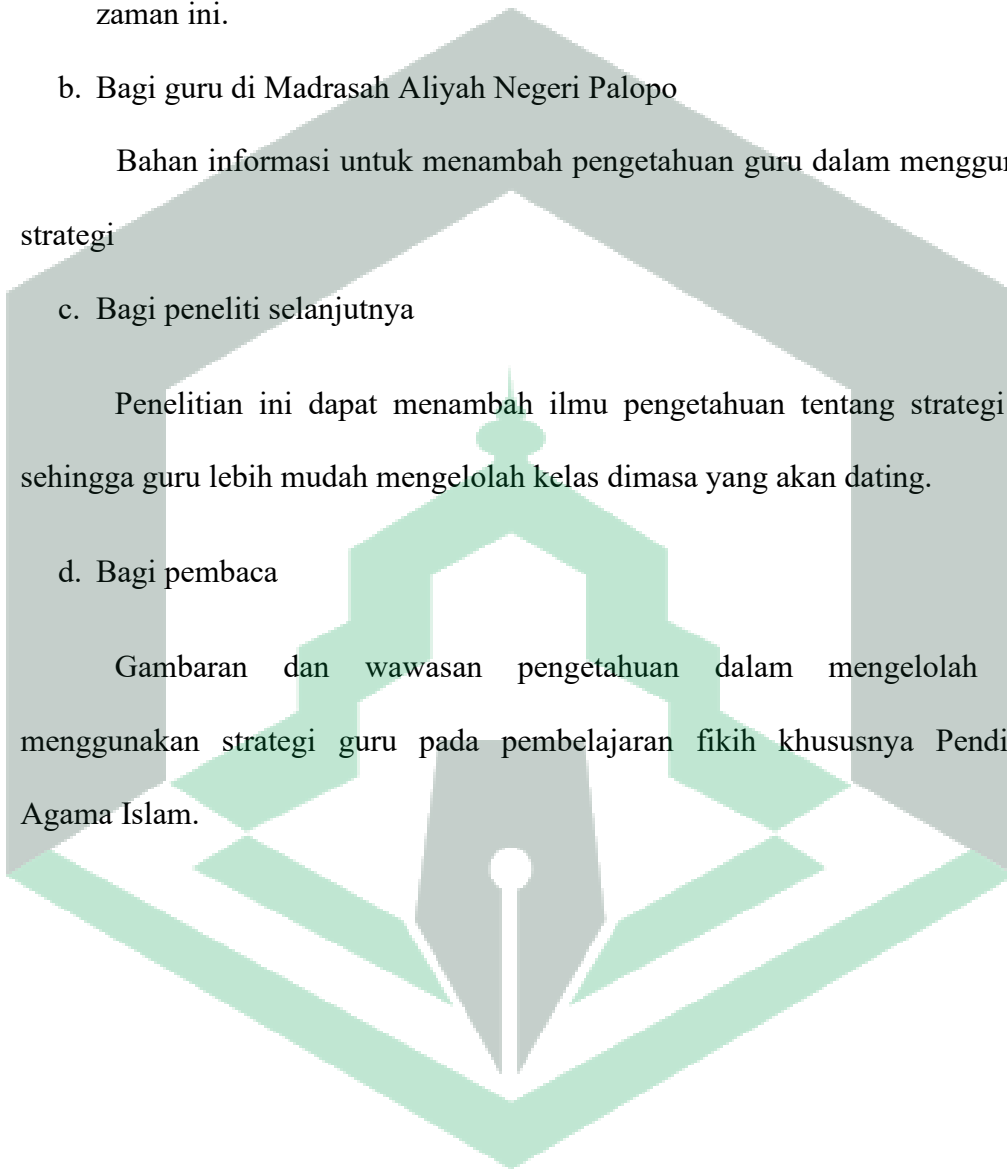 zaman ini.
b. Bagi guru di Madrasah Aliyah Negeri Palopo
Bahan informasi untuk menambah pengetahuan guru dalam
strategi
c. Bagi peneliti selanjutnya
Penelitian ini dapat menambah ilmu pengetahuan tentang strategi
sehingga guru lebih mudah mengelolah kelas dimasa yang akan dating.
d. Bagi pembaca
Gambaran dan wawasan pengetahuan dalam mengelolah
menggunakan strategi guru pada pembelajaran fikih khususnya
Agama Islam.